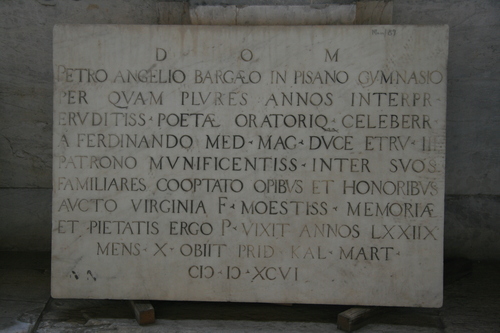 D O M
PETRO ANGELIO BARGÆO IN PISANO GYMNASIO
PER QVAM PLVRES ANNOS INTERPR·
ERVDITISS·POETÆ ORATORIQ·CELEBERR·
A FERDINANDO MED·MAG·DVCE ETRV·III
PATRONO MVNIFICENTISS·INTER SVOS
FAMILIARES COOPTATO OPIBVS ET HONORIBVS
AVCTO VIRGINIA F·MOESTISS·MEMORIÆ
ET PIETATIS ERGO P·VIXIT ANNOS LXXIIX
MENS·X·OBIIT PRID·KAL·MART·
CIƆ·IƆ·XCVI